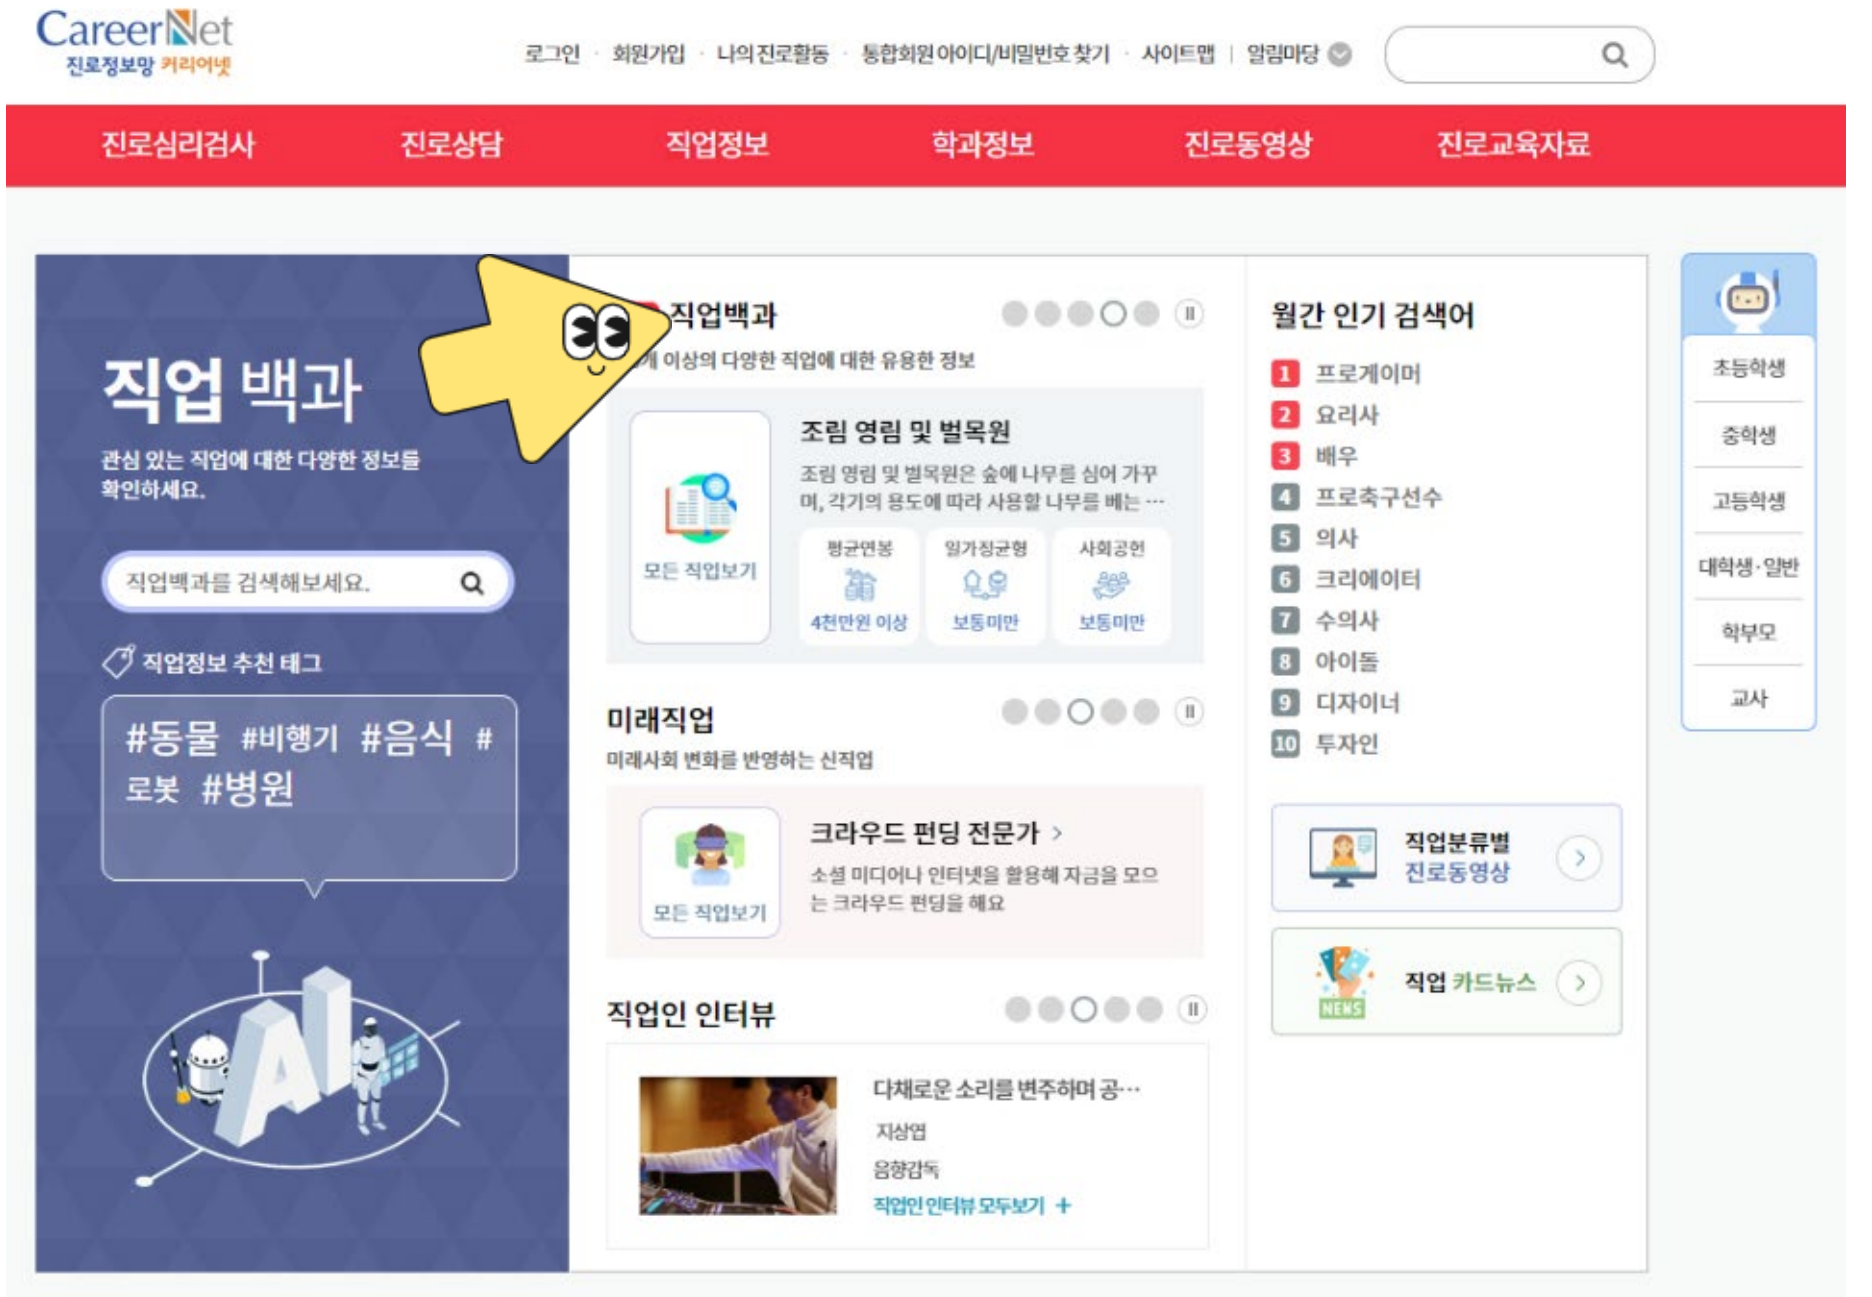 CareerNet
진로정보망 커리어넷
로그인 · 회원가입 · 나의진로활동 · 통합회원 아이디/비밀번호 찾기 · 사이트맵 | 알림마당
진로심리검사 진로상담 직업정보 학과정보 진로동영상 진로교육자료
직업 백과
관심 있는 직업에 대한 다양한 정보를
확인하세요.
직업백과를 검색해보세요.
직업정보 추천 태그
#동물 #비행기 #음식 #
로봇 #병원
AI
직업백과
이상의 다양한 직업에 대한 유용한 정보
모든 직업보기
조림 영림 및 벌목원
조림 영림 및 벌목원은 숲에 나무를 심어 가꾸
며, 각기의 용도에 따라 사용할 나무를 베는 …
평균연봉 일가정균형 사회공헌
4천만원 이상 보통미만 보통미만
미래직업
미래사회 변화를 반영하는 신직업
모든 직업보기
크라우드 펀딩 전문가 >
소셜 미디어나 인터넷을 활용해 자금을 모으
는 크라우드 펀딩을 해요
직업인 인터뷰
다채로운 소리를 변주하며 공…
지상엽
음향감독
직업인 인터뷰 모두보기 +
월간 인기 검색어
1 프로게이머
2 요리사
3 배우
4 프로축구선수
5 의사
6 크리에이터
7 수의사
8 아이돌
9 디자이너
10 투자인
직업분류별
진로동영상
NEWS
직업 카드뉴스
초등학생
중학생
고등학생
대학생·일반
학부모
교사